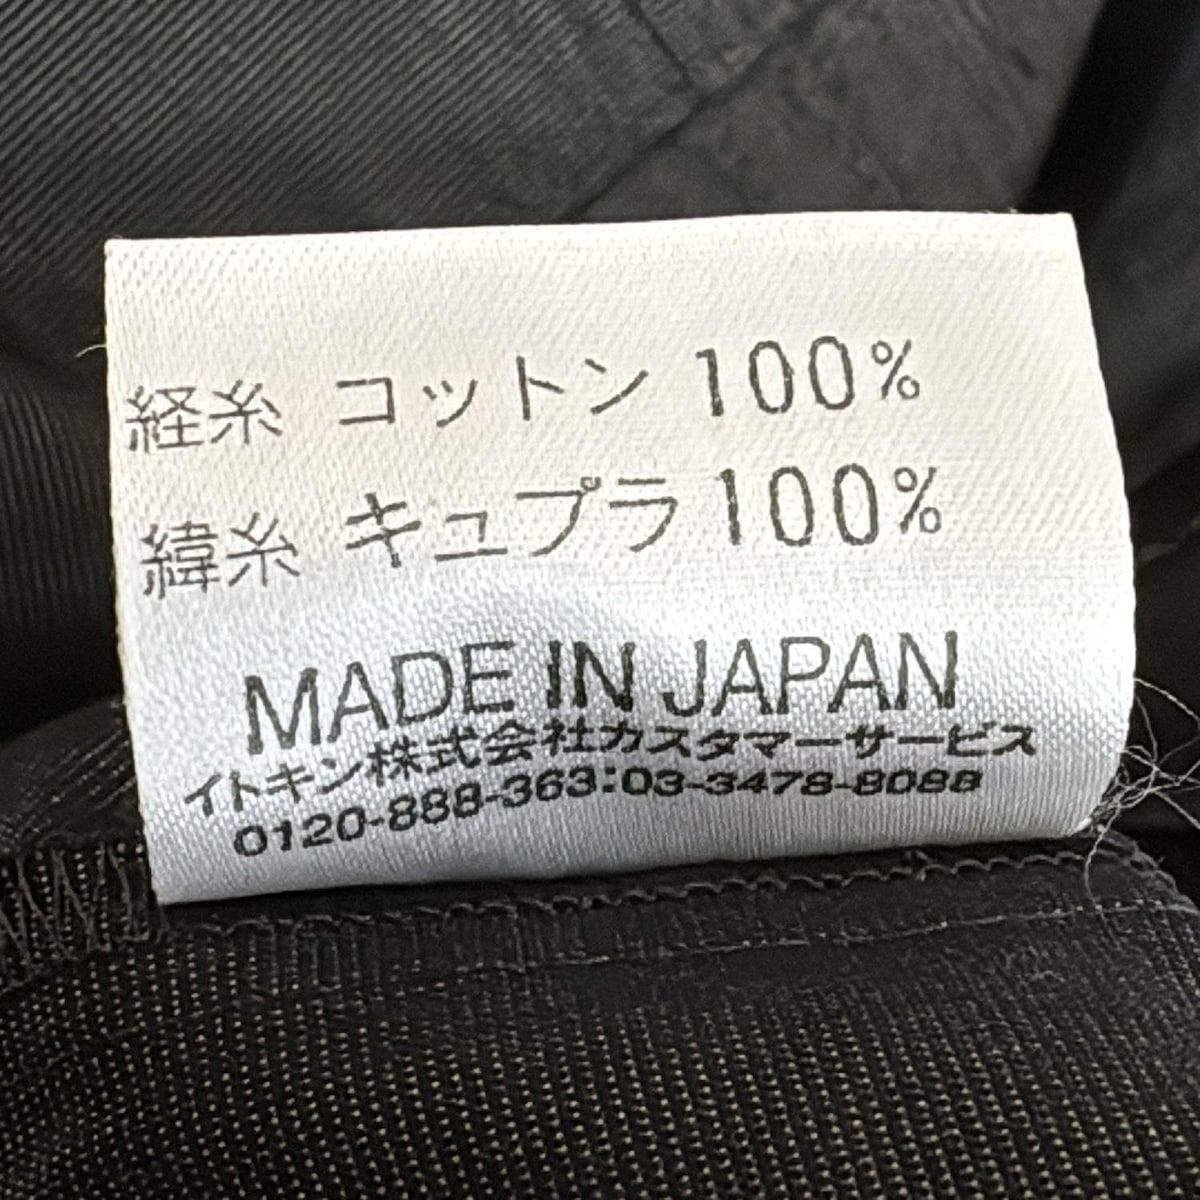 経糸 コットン 100%
緯糸 キュプラ 100%
MADE IN JAPAN
イトキン株式会社カスタマーサービス
0120-888-363:03-3478-8088